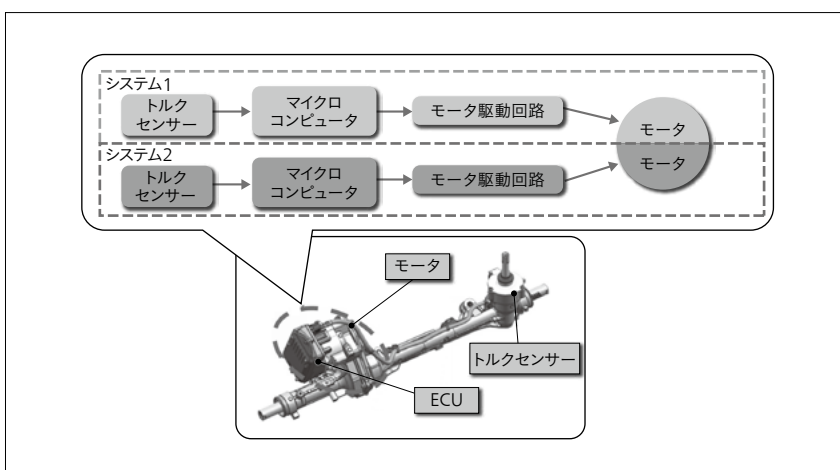 システム1
トルク
センサー
マイクロ
コンピュータ
モータ駆動回路
モータ
システム2
トルク
センサー
マイクロ
コンピュータ
モータ駆動回路
モータ
モータ
トルクセンサー
ECU